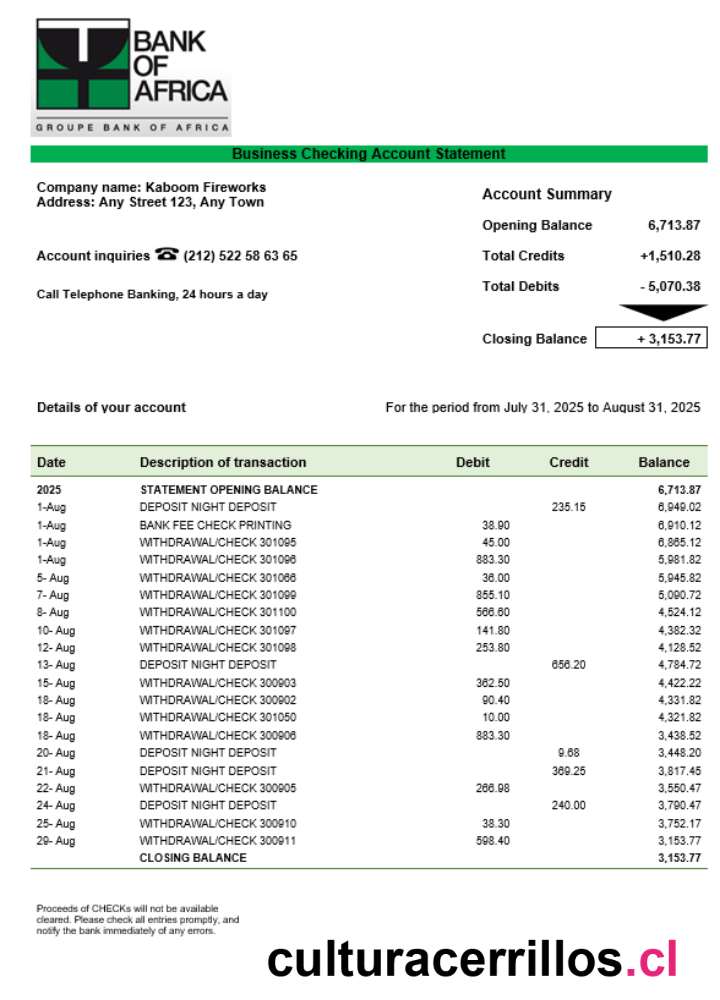 BANK
OF
AFRICA
GROUPE BANK OF AFRICA
Business Checking Account Statement
Company name: Kaboom Fireworks
Address: Any Street 123, Any Town
Account inquiries ☎ (212) 522 58 63 65
Call Telephone Banking, 24 hours a day
Account Summary
Opening Balance 6,713.87
Total Credits +1,510.28
Total Debits - 5,070.38
Closing Balance + 3,153.77
Details of your account For the period from July 31, 2025 to August 31, 2025
Date Description of transaction Debit Credit Balance
2025 STATEMENT OPENING BALANCE 6,713.87
1-Aug DEPOSIT NIGHT DEPOSIT 235.15 6,949.02
1-Aug BANK FEE CHECK PRINTING 38.90 6,910.12
1-Aug WITHDRAWAL/CHECK 301095 45.00 6,865.12
1-Aug WITHDRAWAL/CHECK 301096 883.30 5,981.82
5- Aug WITHDRAWAL/CHECK 301066 36.00 5,945.82
7- Aug WITHDRAWAL/CHECK 301099 855.10 5,090.72
8- Aug WITHDRAWAL/CHECK 301100 566.60 4,524.12
10- Aug WITHDRAWAL/CHECK 301097 141.80 4,382.32
12- Aug WITHDRAWAL/CHECK 301098 253.80 4,128.52
13- Aug DEPOSIT NIGHT DEPOSIT 656.20 4,784.72
15- Aug WITHDRAWAL/CHECK 300903 362.50 4,422.22
18- Aug WITHDRAWAL/CHECK 300902 90.40 4,331.82
18- Aug WITHDRAWAL/CHECK 301050 10.00 4,321.82
18- Aug WITHDRAWAL/CHECK 300906 883.30 3,438.52
20- Aug DEPOSIT NIGHT DEPOSIT 9.68 3,448.20
21- Aug DEPOSIT NIGHT DEPOSIT 369.25 3,817.45
22- Aug WITHDRAWAL/CHECK 300905 266.98 3,550.47
24- Aug DEPOSIT NIGHT DEPOSIT 240.00 3,790.47
25- Aug WITHDRAWAL/CHECK 300910 38.30 3,752.17
29- Aug WITHDRAWAL/CHECK 300911 598.40 3,153.77
CLOSING BALANCE 3,153.77
Proceeds of CHECKs will not be available
cleared. Please check all entries promptly, and
notify the bank immediately of any errors.
culturacerrillos.cl